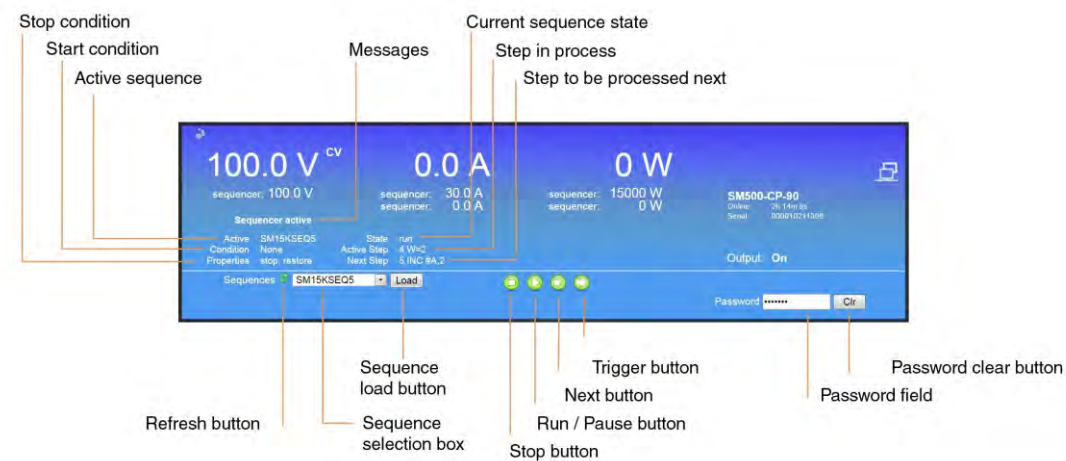 Stop condition
Current sequence state
Start condition
Messages
Step in process
Active sequence
Step to be processed next
100.0 V CV
0.0 A
0 W
sequencer: 100.0 V
sequencer: 30.0 A
sequencer: 15000 W
sequencer: 0.0 A
sequencer: 0 W
SM500-CP-90
Online
Serial
Sequencer active
Active SM15KSEQ5
State run
Condition None
Active Step 4 W=2
Properties stop, restore
Next Step 5 INC #A,2
Output: On
Sequences SM15KSEQ5 Load
Password ••••••• Clr
Sequence
load button
Trigger button
Password clear button
Next button
Password field
Refresh button
Sequence
selection box
Run / Pause button
Stop button